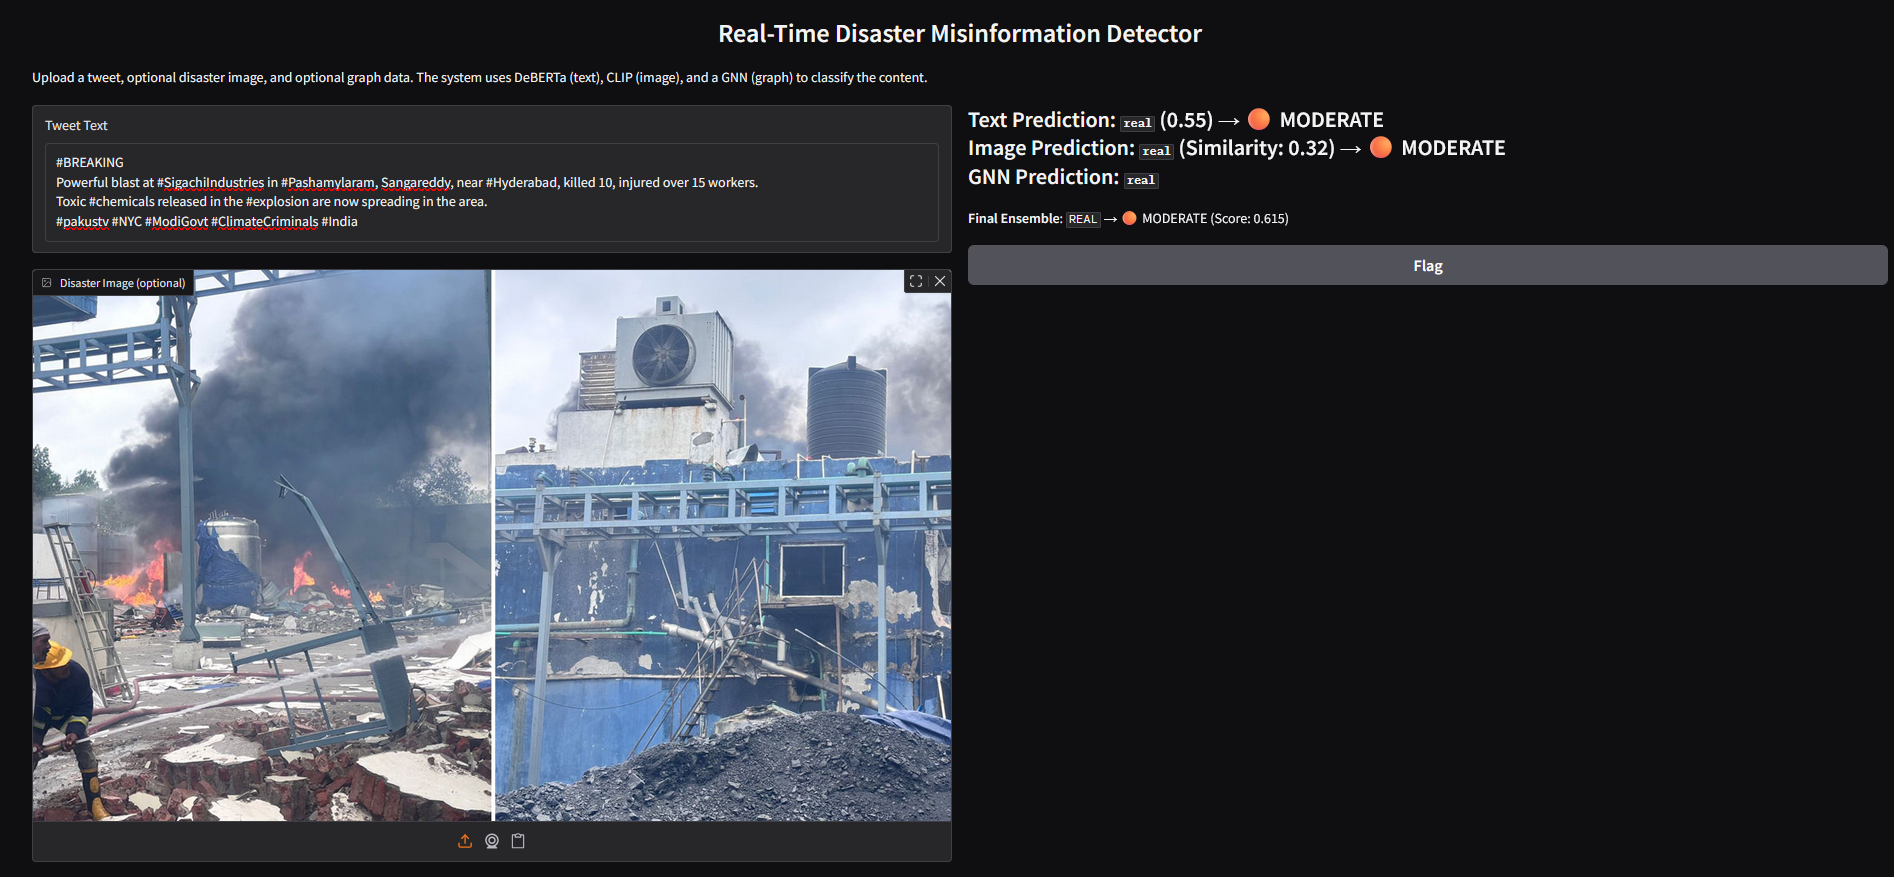 Real-Time Disaster Misinformation Detector
Upload a tweet, optional disaster image, and optional graph data. The system uses DeBERTa (text), CLIP (image), and a GNN (graph) to classify the content.
Tweet Text
#BREAKING
Powerful blast at #SigachiIndustries in #Pashamylaram, Sangareddy, near #Hyderabad, killed 10, injured over 15 workers.
Toxic #chemicals released in the #explosion are now spreading in the area.
#pakustv #NYC #ModiGovt #ClimateCriminals #India
Disaster Image (optional)
Text Prediction: real (0.55) → 🟠 MODERATE
Image Prediction: real (Similarity: 0.32) → 🟠 MODERATE
GNN Prediction: real
Final Ensemble: REAL → 🟠 MODERATE (Score: 0.615)
Flag